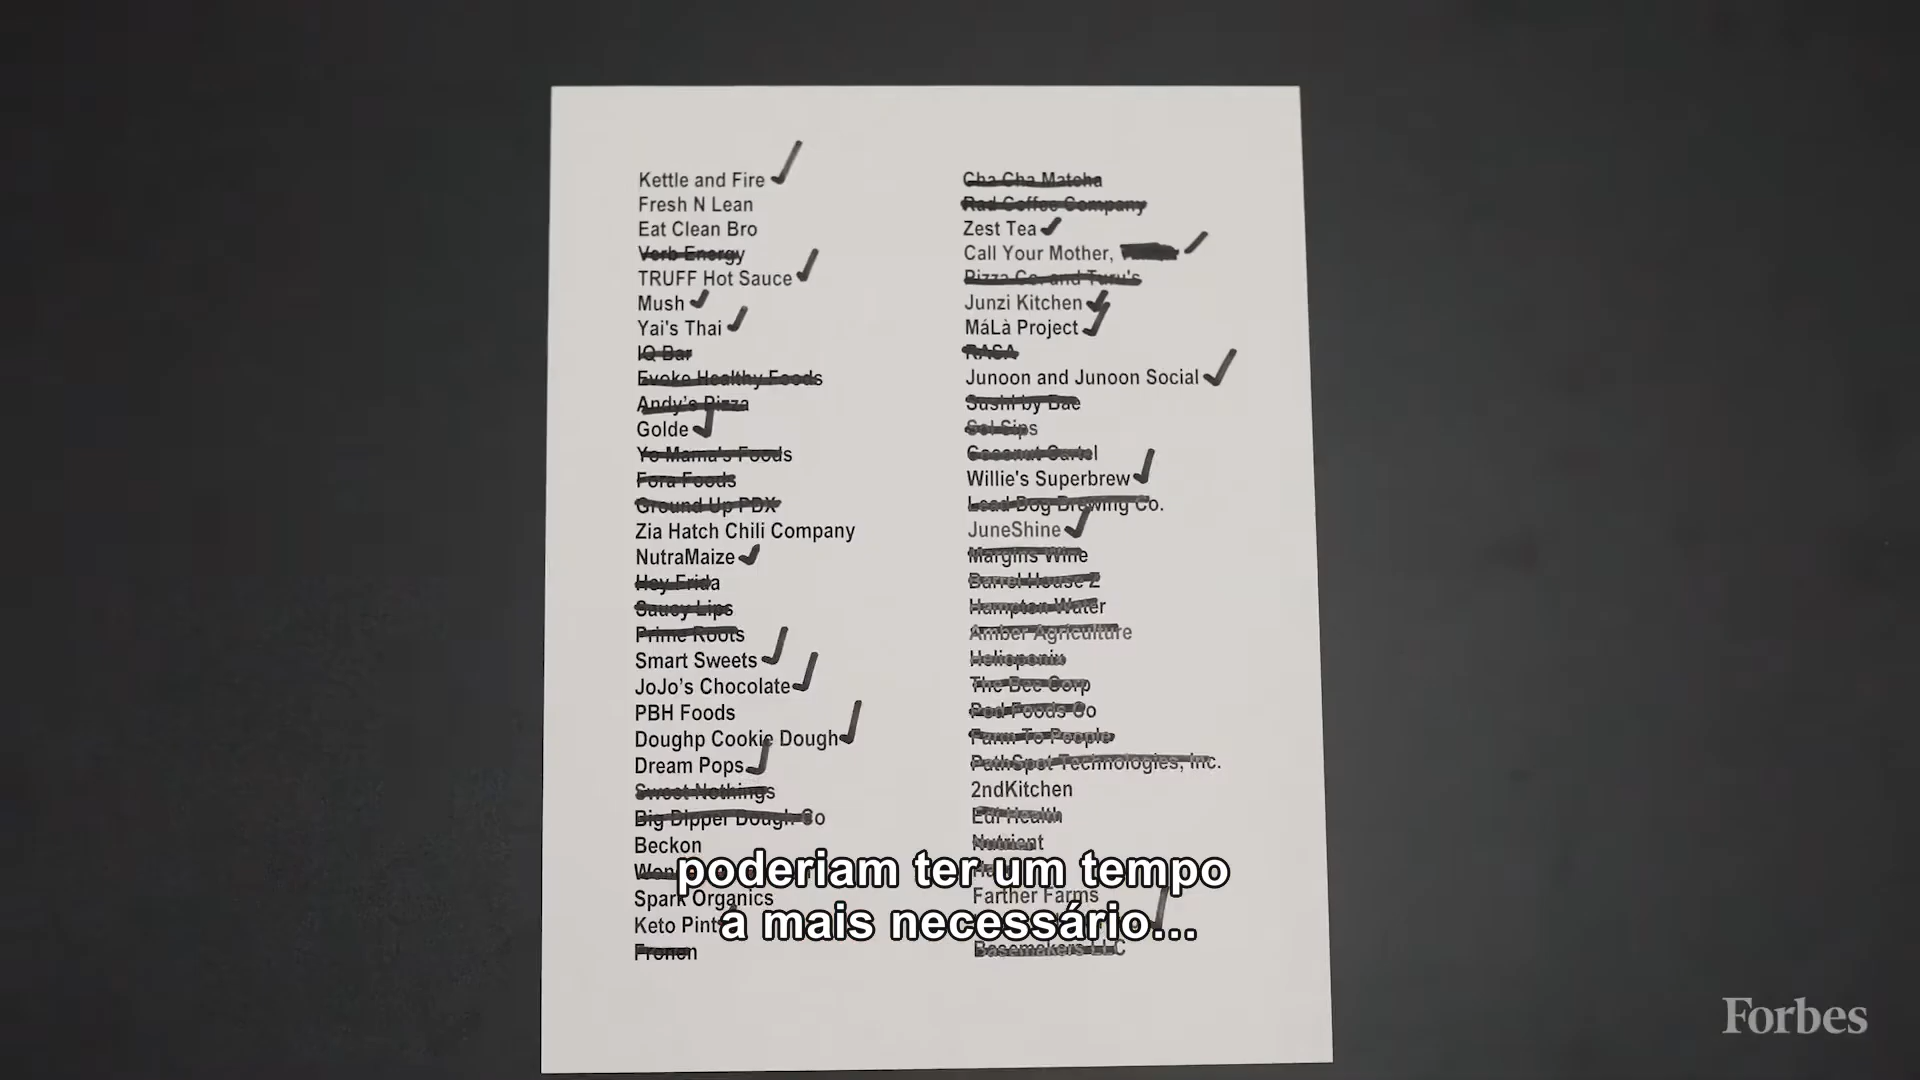 Kettle and Fire
Fresh N Lean
Eat Clean Bro
Verb Energy
TRUFF Hot Sauce
Mush
Yai's Thai
IQ Bar
Evoke Healthy Foods
Andy's Pizza
Golde
Yo Mama's Foods
Fora Foods
Ground Up PDX
Zia Hatch Chili Company
NutraMaize
Hey Frida
Saucy Lips
Prime Roots
Smart Sweets
JoJo's Chocolate
PBH Foods
Doughp Cookie Dough
Dream Pops
Sweet Nothings
Big Dipper Dough Co
Beckon
Spark Organics
Keto Pint
Fronen
Cha Cha Matcha
Rad Coffee Company
Zest Tea
Call Your Mother,
Pizza Co. and Turu's
Junzi Kitchen
MáLà Project
RASA
Junoon and Junoon Social
Sushi by Bae
Sol Sips
Coconut Cartel
Willie's Superbrew
Lead Dog Brewing Co.
JuneShine
Margins Wine
Barrel House Z
Hampton Water
Amber Agriculture
Helioponix
The Bee Corp
Pod Foods Co
Farm To People
PathSpot Technologies, Inc.
2ndKitchen
Edi Health
Nutrient
Farther Farms
Basemakers LLC
poderiam ter um tempo
a mais necessário...
Forbes